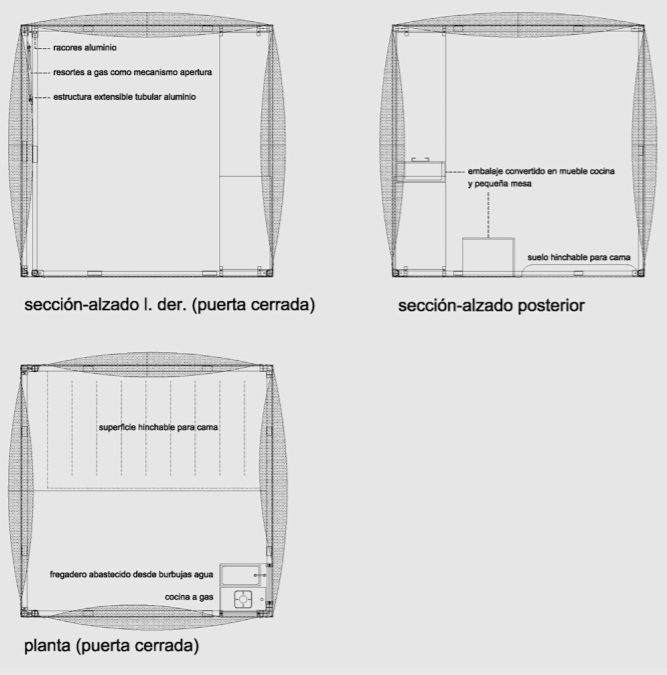 racores aluminio
resortes a gas como mecanismo apertura
estructura extensible tubular aluminio
sección-alzado l. der. (puerta cerrada)
embalaje convertido en mueble cocina
y pequeña mesa
suelo hinchable para cama
sección-alzado posterior
superficie hinchable para cama
fregadero abastecido desde burbujas agua
cocina a gas
planta (puerta cerrada)